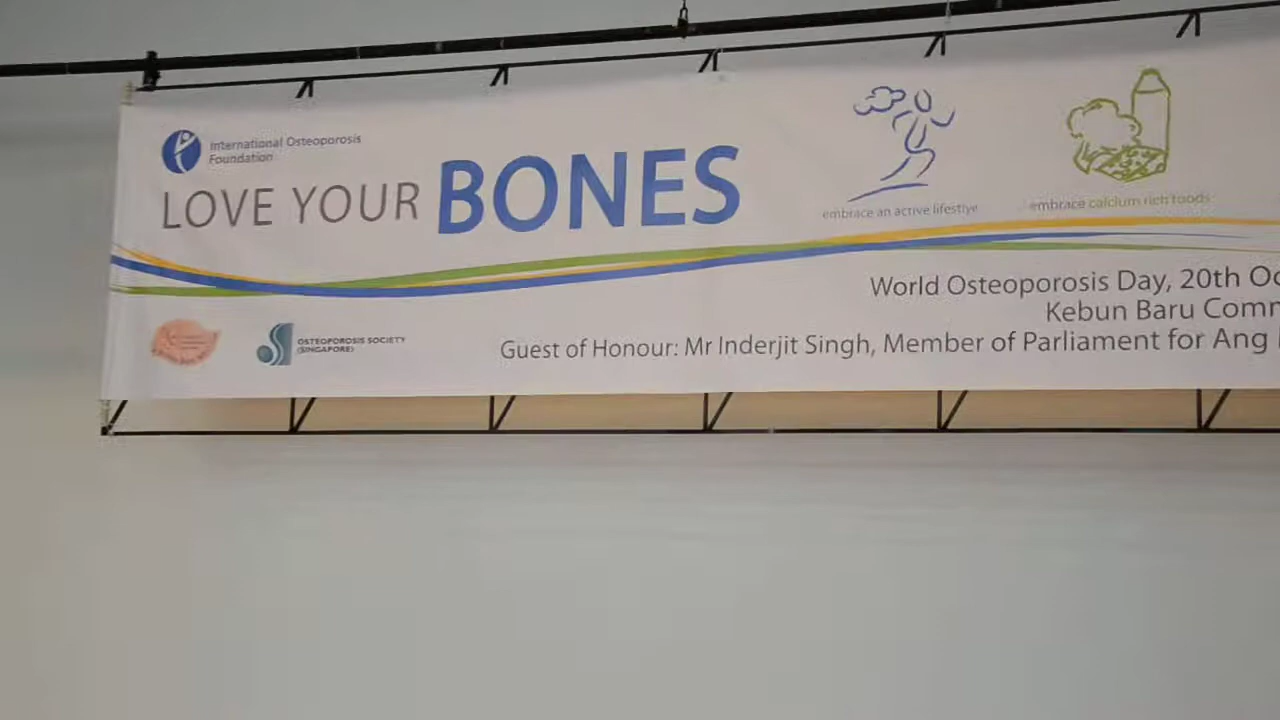 International Osteoporosis
Foundation
LOVE YOUR BONES
embrace an active lifestlye
embrace calcium rich foods
World Osteoporosis Day, 20th Oc
Kebun Baru Comm
Guest of Honour: Mr Inderjit Singh, Member of Parliament for Ang
OSTEOPOROSIS SOCIETY
(SINGAPORE)